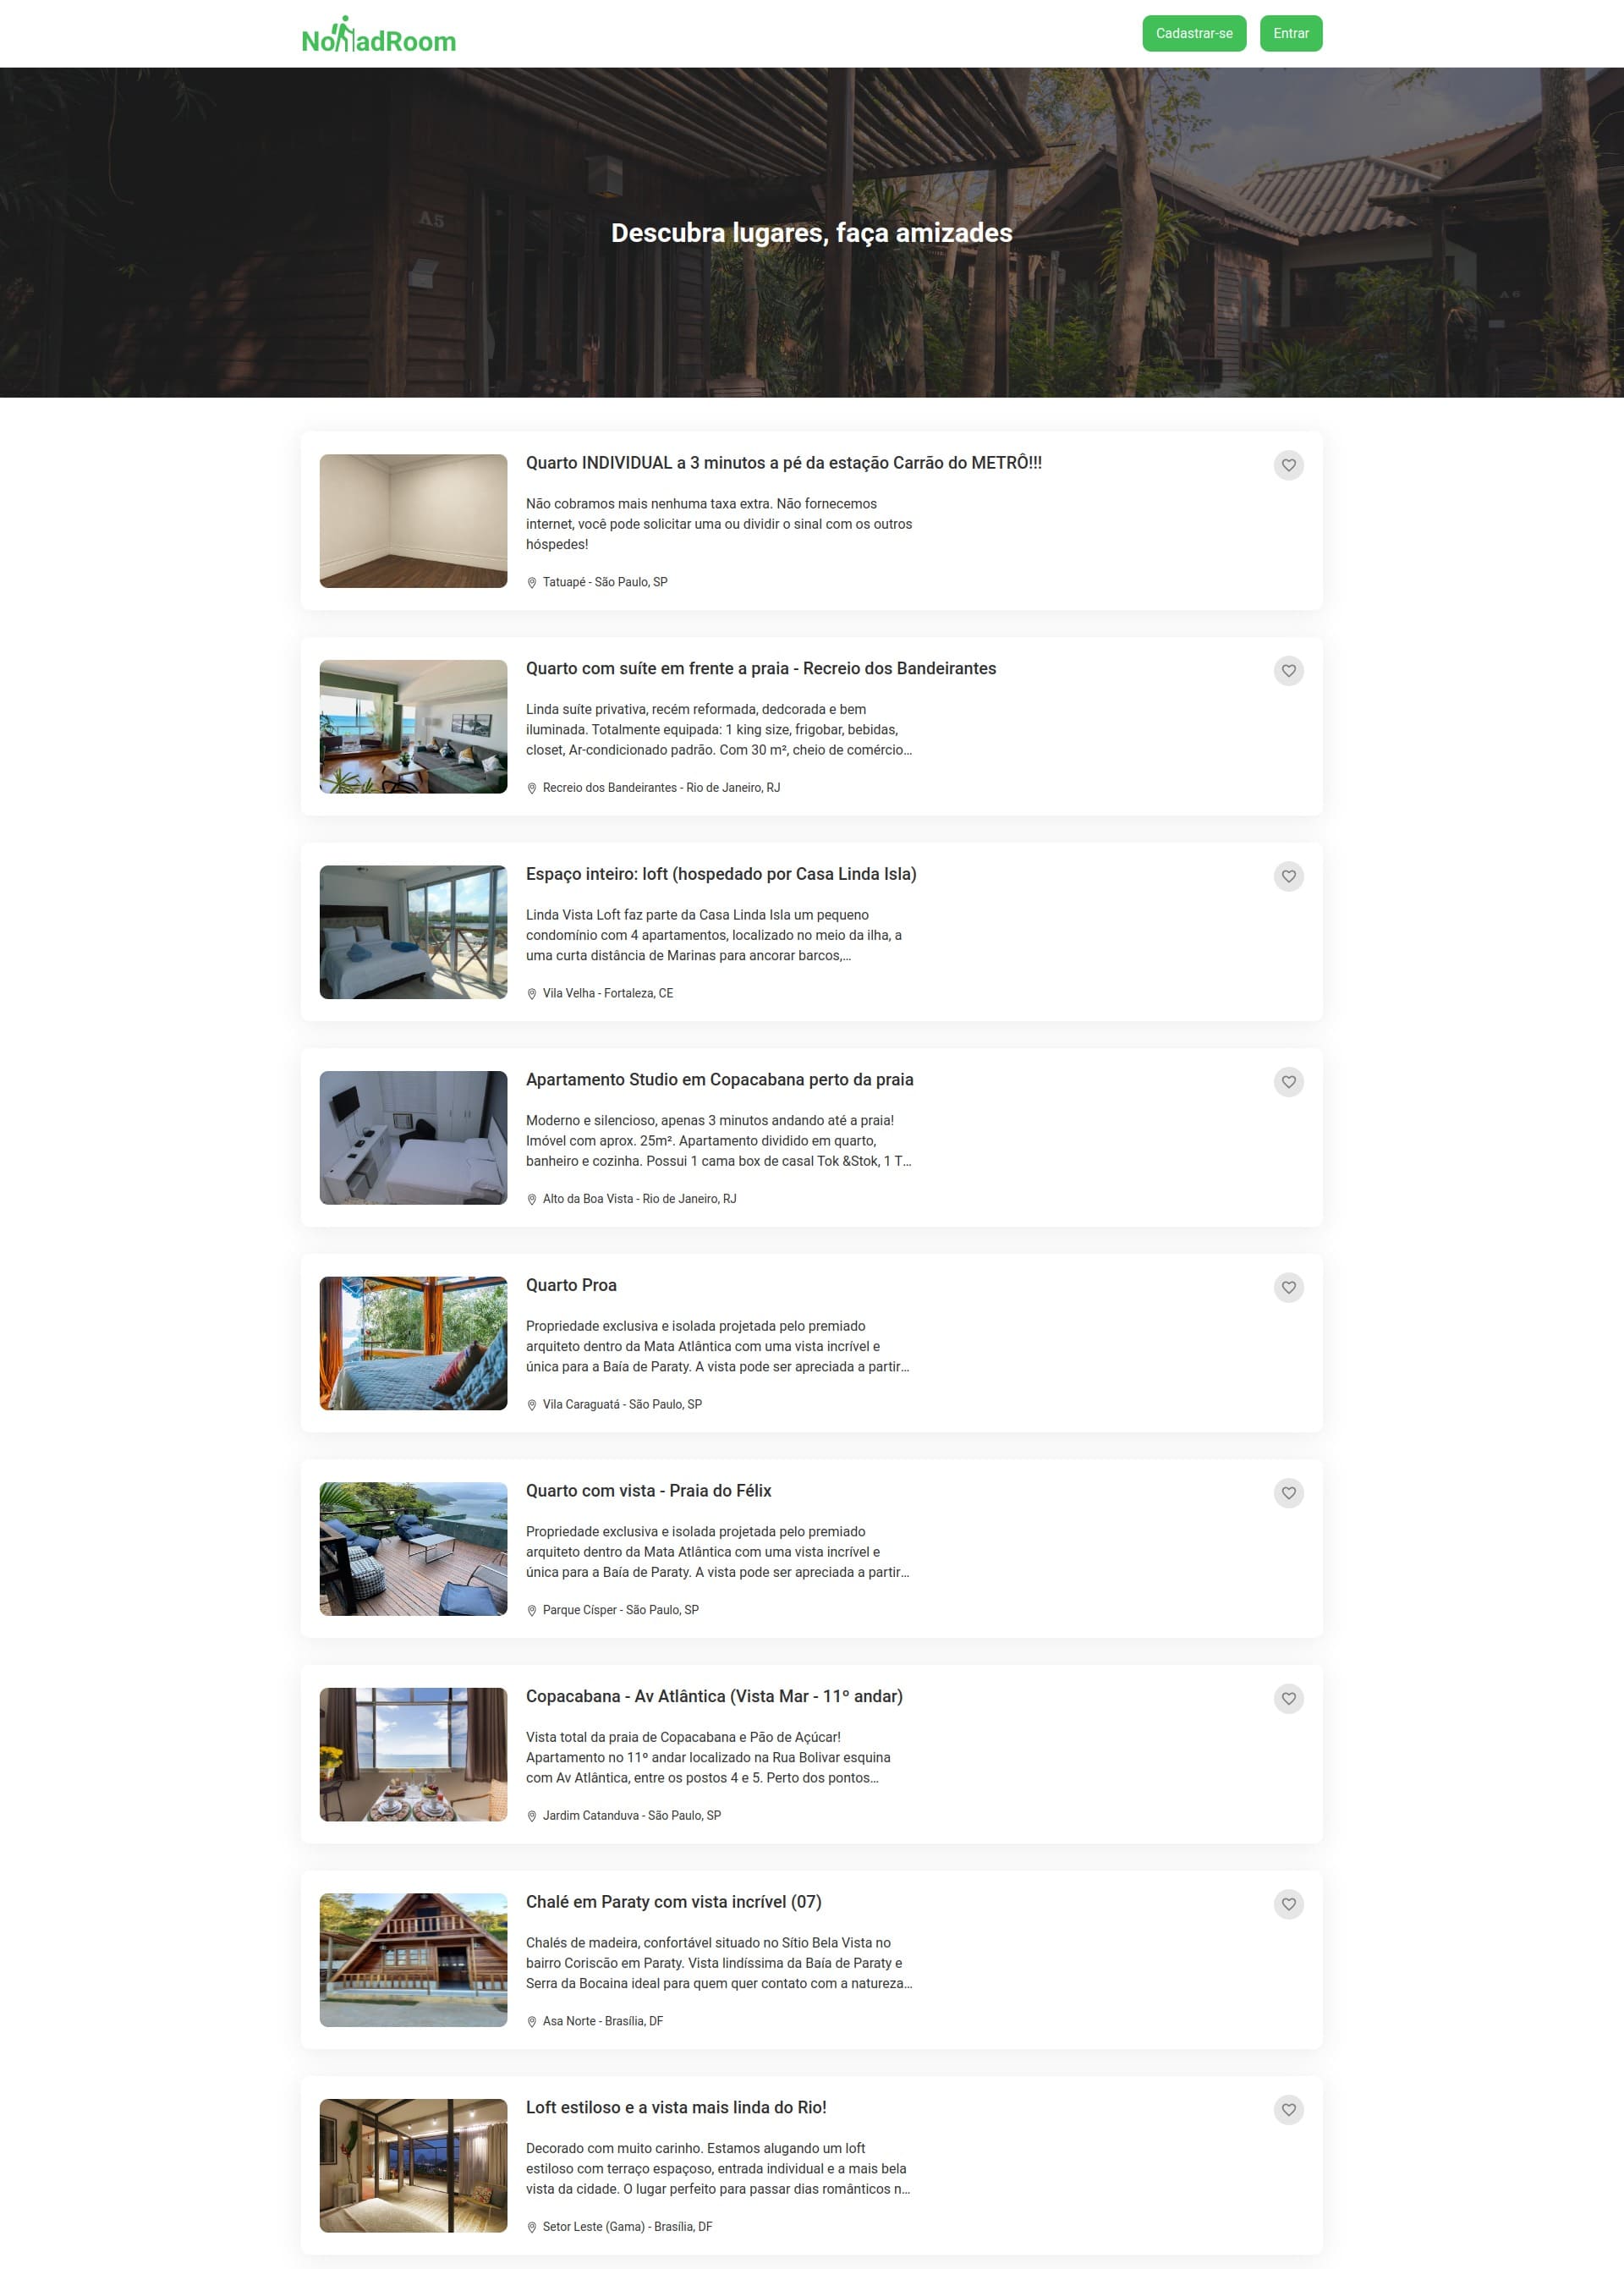 NomadRoom
Cadastrar-se
Entrar
A5
Descubra lugares, faça amizades
A6
Quarto INDIVIDUAL a 3 minutos a pé da estação Carrão do METRÔ!!!
Não cobramos mais nenhuma taxa extra. Não fornecemos
internet, você pode solicitar uma ou dividir o sinal com os outros
hóspedes!
Tatuapé - São Paulo, SP
Quarto com suíte em frente a praia - Recreio dos Bandeirantes
Linda suíte privativa, recém reformada, dedcorada e bem
iluminada. Totalmente equipada: 1 king size, frigobar, bebidas,
closet, Ar-condicionado padrão. Com 30 m², cheio de comércio…
Recreio dos Bandeirantes - Rio de Janeiro, RJ
Espaço inteiro: loft (hospedado por Casa Linda Isla)
Linda Vista Loft faz parte da Casa Linda Isla um pequeno
condomínio com 4 apartamentos, localizado no meio da ilha, a
uma curta distância de Marinas para ancorar barcos,…
Vila Velha - Fortaleza, CE
Apartamento Studio em Copacabana perto da praia
Moderno e silencioso, apenas 3 minutos andando até a praia!
Imóvel com aprox. 25m². Apartamento dividido em quarto,
banheiro e cozinha. Possui 1 cama box de casal Tok &Stok, 1 T…
Alto da Boa Vista - Rio de Janeiro, RJ
Quarto Proa
Propriedade exclusiva e isolada projetada pelo premiado
arquiteto dentro da Mata Atlântica com uma vista incrível e
única para a Baía de Paraty. A vista pode ser apreciada a partir…
Vila Caraguatá - São Paulo, SP
Quarto com vista - Praia do Félix
Propriedade exclusiva e isolada projetada pelo premiado
arquiteto dentro da Mata Atlântica com uma vista incrível e
única para a Baía de Paraty. A vista pode ser apreciada a partir…
Parque Císper - São Paulo, SP
Copacabana - Av Atlântica (Vista Mar - 11º andar)
Vista total da praia de Copacabana e Pão de Açúcar!
Apartamento no 11º andar localizado na Rua Bolivar esquina
com Av Atlântica, entre os postos 4 e 5. Perto dos pontos…
Jardim Catanduva - São Paulo, SP
Chalé em Paraty com vista incrível (07)
Chalés de madeira, confortável situado no Sítio Bela Vista no
bairro Coriscão em Paraty. Vista lindíssima da Baía de Paraty e
Serra da Bocaina ideal para quem quer contato com a natureza…
Asa Norte - Brasília, DF
Loft estiloso e a vista mais linda do Rio!
Decorado com muito carinho. Estamos alugando um loft
estiloso com terraço espaçoso, entrada individual e a mais bela
vista da cidade. O lugar perfeito para passar dias românticos n…
Setor Leste (Gama) - Brasília, DF